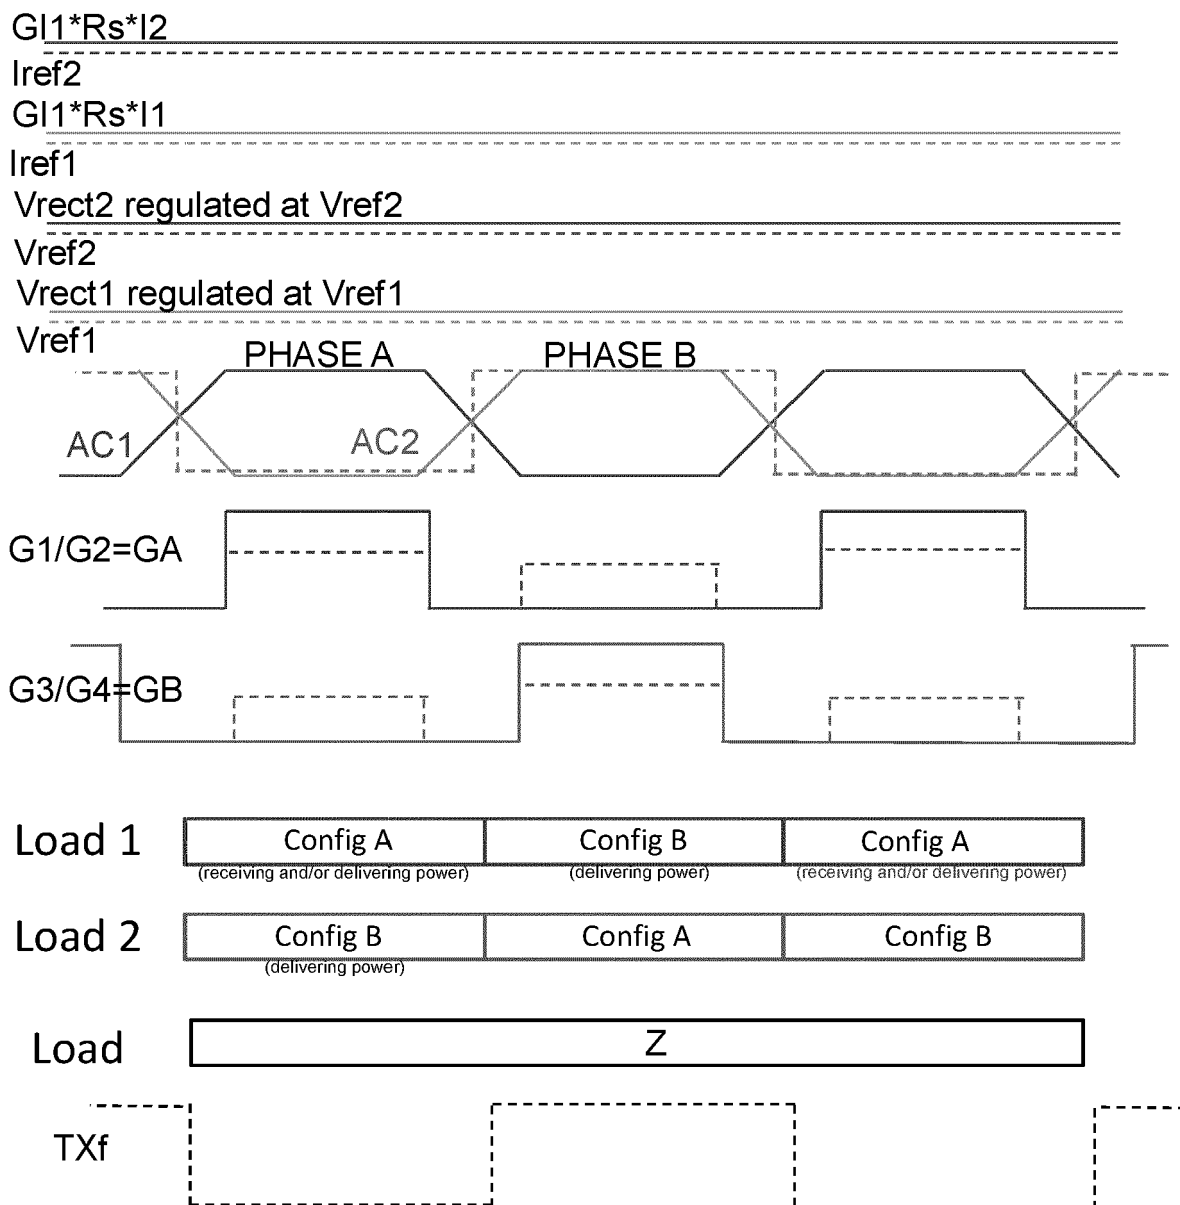 GI1*Rs*I2
Iref2
GI1*Rs*I1
Iref1
Vrect2 regulated at Vref2
Vref2
Vrect1 regulated at Vref1
Vref1
PHASE A PHASE B
AC1 AC2
G1/G2=GA
G3/G4=GB
Load 1 Config A Config B Config A
(receiving and/or delivering power) (delivering power) (receiving and/or delivering power)
Load 2 Config B Config A Config B
(delivering power)
Load Z
TXf